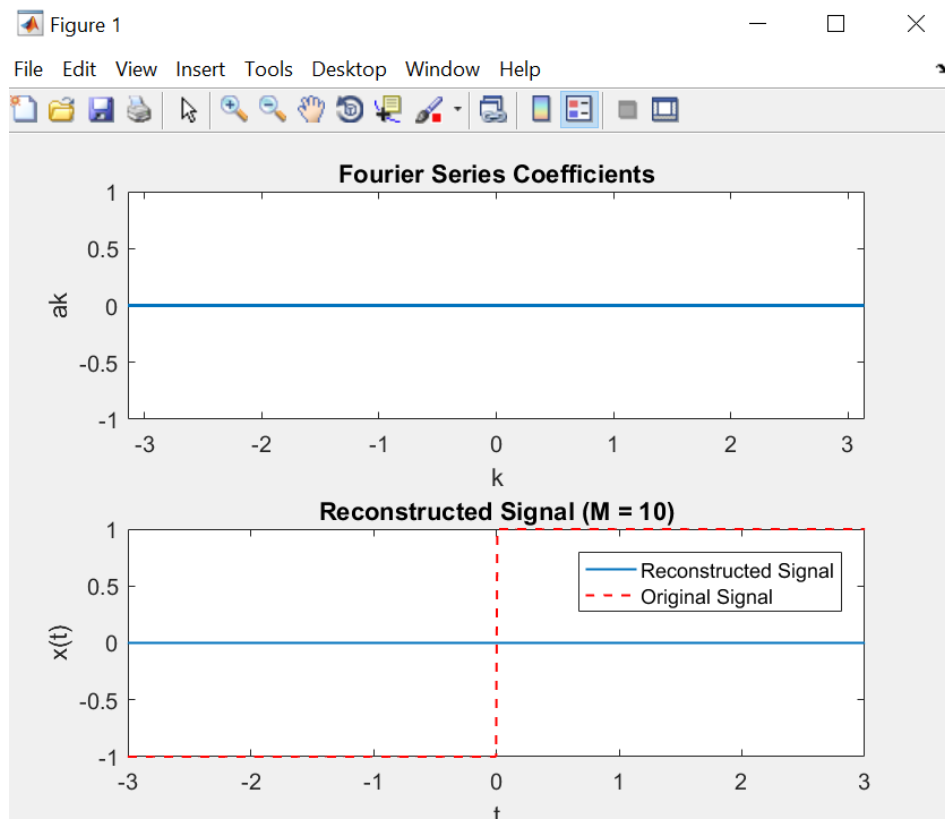 Figure 1
File Edit View Insert Tools Desktop Window Help
Fourier Series Coefficients
1
0.5
0
-0.5
-1
ak
-3 -2 -1 0 1 2 3
k
Reconstructed Signal (M = 10)
1
0.5
0
-0.5
-1
x(t)
Reconstructed Signal
Original Signal
-3 -2 -1 0 1 2 3
t